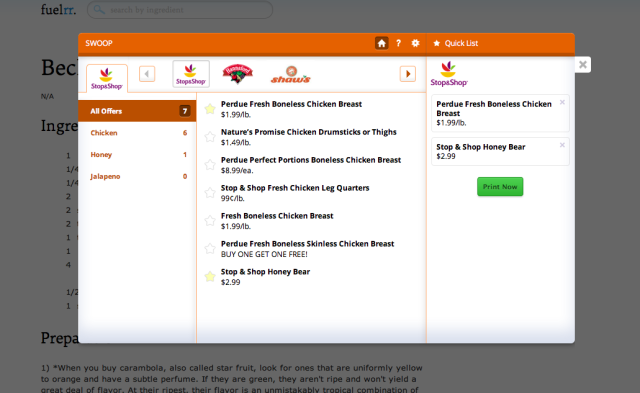 fuelrr.
search by ingredient
SWOOP
?
Quick List
Stop&Shop
Stop&Shop
Hannaford
shaw's
Stop&Shop
Bec
N/A
Ingre
1
1/4
1/4
2
2
2
1
4
1/2
1
All Offers 7
Chicken 6
Honey 1
Jalapeno 0
Perdue Fresh Boneless Chicken Breast
$1.99/lb.
Nature's Promise Chicken Drumsticks or Thighs
$1.49/lb.
Perdue Perfect Portions Boneless Chicken Breast
$8.99/ea.
Stop & Shop Fresh Chicken Leg Quarters
99¢/lb.
Fresh Boneless Chicken Breast
$1.99/lb.
Perdue Fresh Boneless Skinless Chicken Breast
BUY ONE GET ONE FREE!
Stop & Shop Honey Bear
$2.99
Perdue Fresh Boneless Chicken
Breast
$1.99/lb.
Stop & Shop Honey Bear
$2.99
Print Now
Prepa
1) *When you buy carambola, also called star fruit, look for ones that are uniformly yellow
to orange and have a subtle perfume. If they are green, they aren't ripe and won't yield a
great deal of flavor. At their ripest, their flavor is an unmistakably tropical combination of